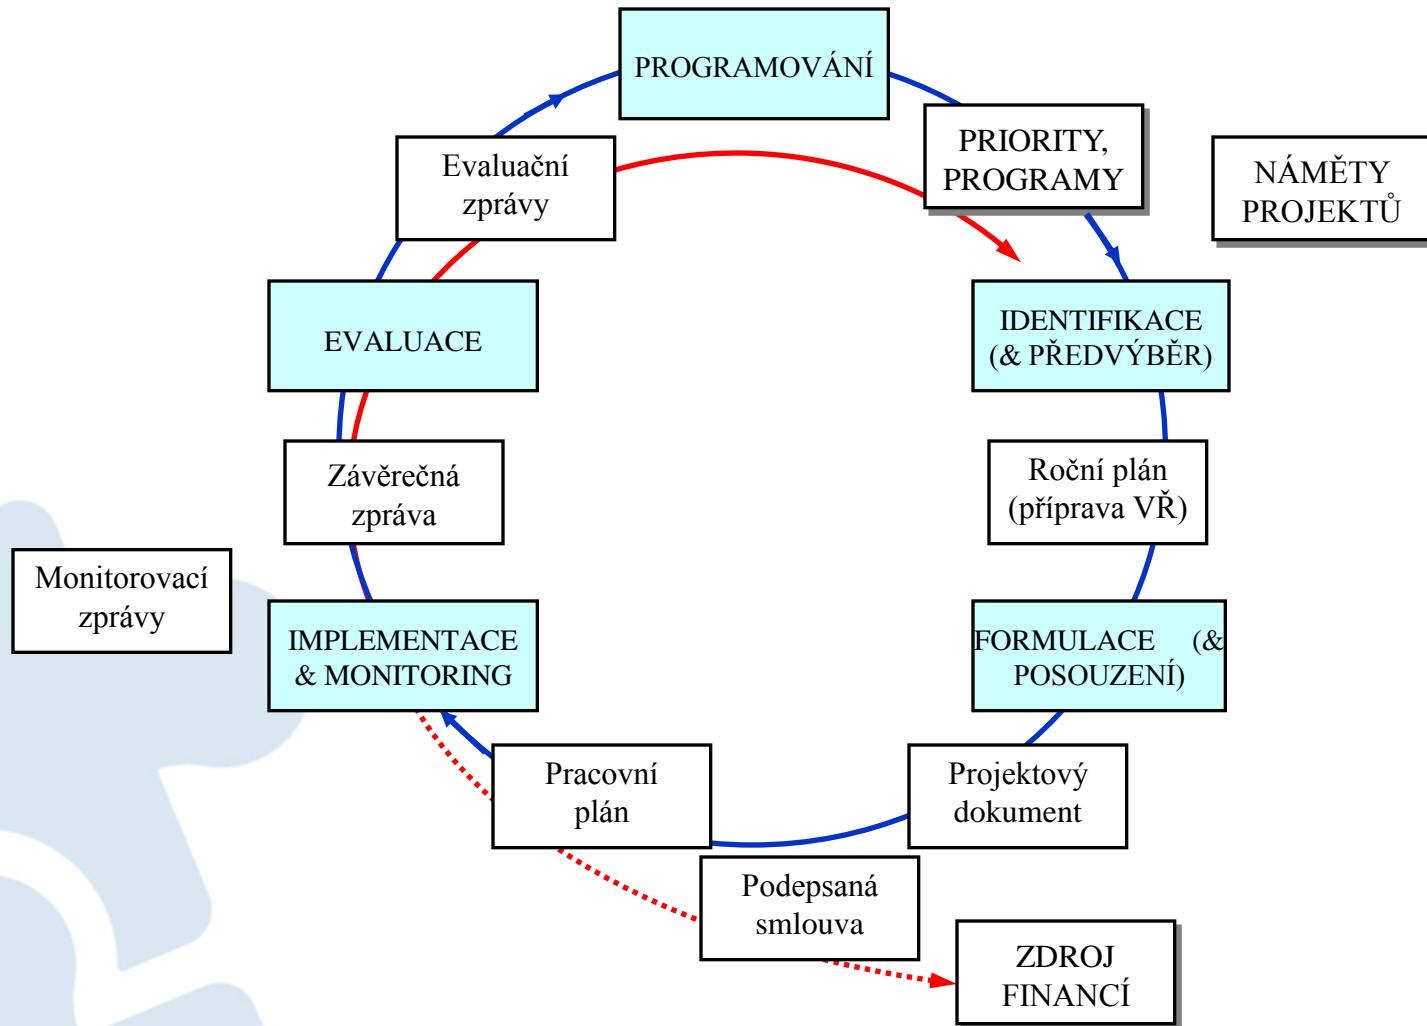 PROGRAMOVÁNÍ
PRIORITY,
PROGRAMY
NÁMĚTY
PROJEKTŮ
Evaluační
zprávy
EVALUACE
IDENTIFIKACE
(& PŘEDVÝBĚR)
Závěrečná
zpráva
Roční plán
(příprava VŘ)
Monitorovací
zprávy
IMPLEMENTACE
& MONITORING
FORMULACE (&
POSOUZENÍ)
Pracovní
plán
Projektový
dokument
Podepsaná
smlouva
ZDROJ
FINANCÍ